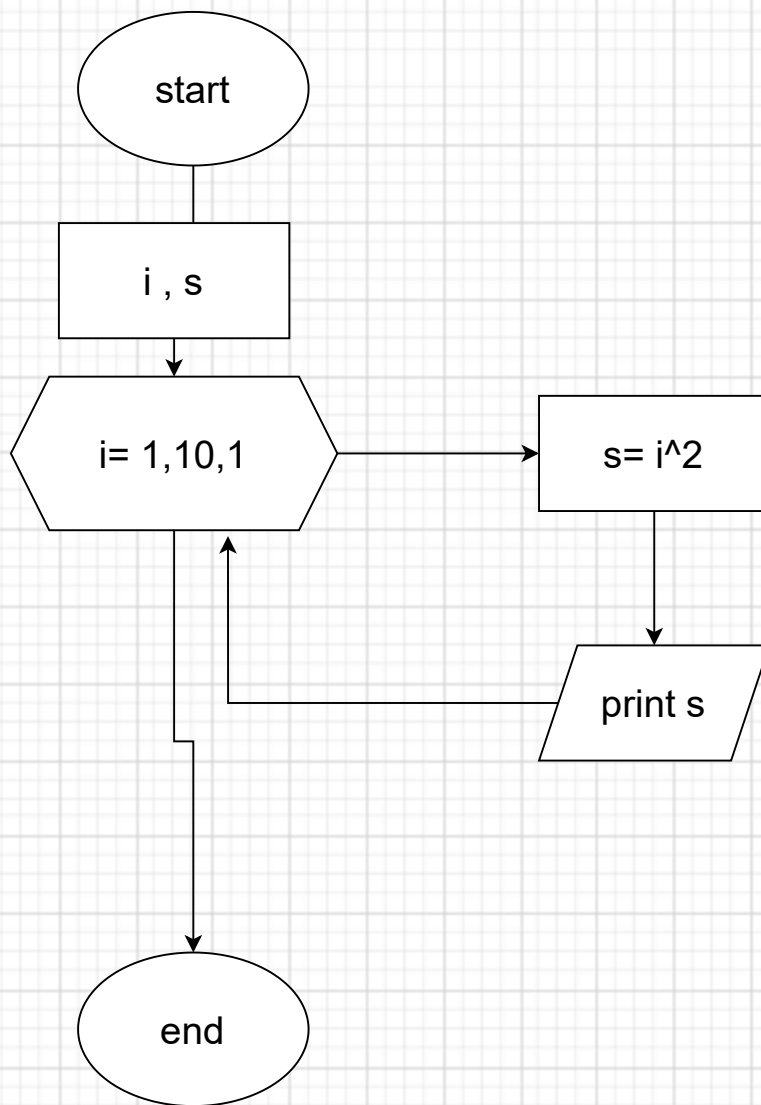 start
i , s
i= 1,10,1
s= i^2
print s
end